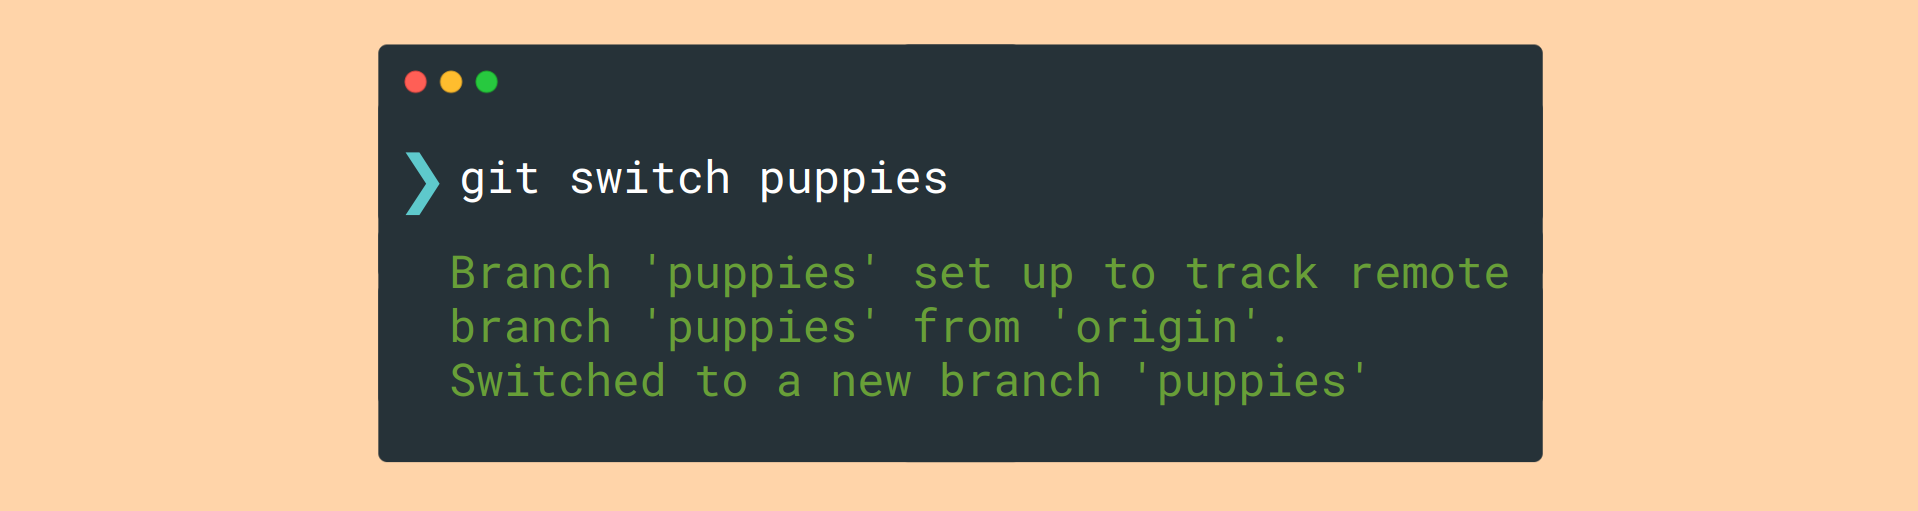 ❯ git switch puppies
Branch 'puppies' set up to track remote
branch 'puppies' from 'origin'.
Switched to a new branch 'puppies'